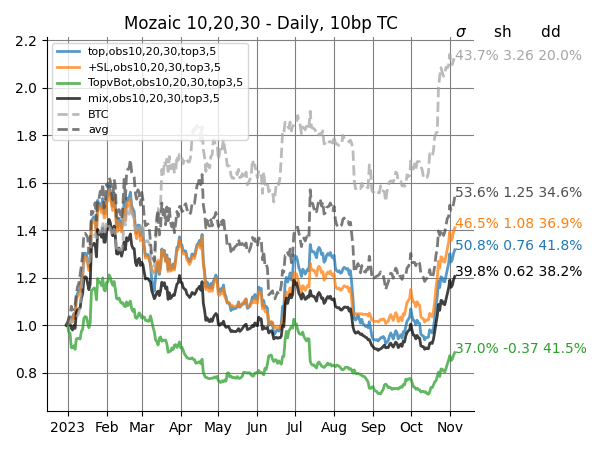 Mozaic 10,20,30 - Daily, 10bp TC
σ sh dd
2.2
2.0
1.8
1.6
1.4
1.2
1.0
0.8
top,obs10,20,30,top3,5
+SL,obs10,20,30,top3,5
TopvBot,obs10,20,30,top3,5
mix,obs10,20,30,top3,5
BTC
avg
43.7% 3.26 20.0%
53.6% 1.25 34.6%
46.5% 1.08 36.9%
50.8% 0.76 41.8%
39.8% 0.62 38.2%
37.0% -0.37 41.5%
2023 Feb Mar Apr May Jun Jul Aug Sep Oct Nov